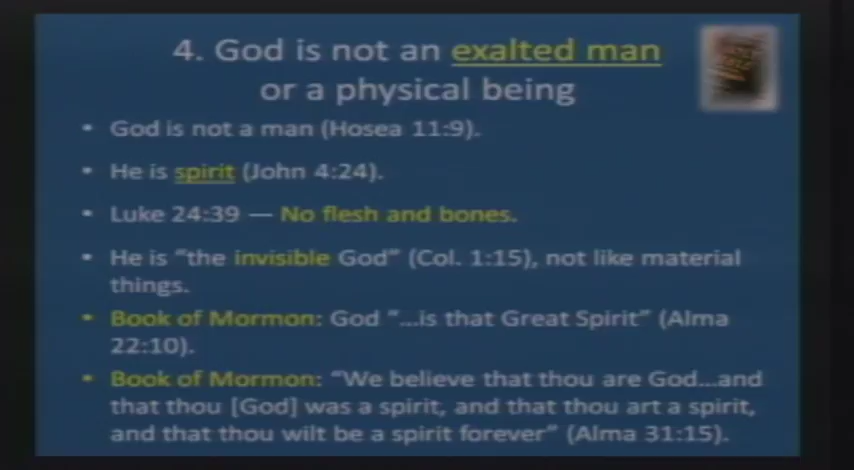 4. God is not an exalted man
or a physical being
• God is not a man (Hosea 11:9).
• He is spirit (John 4:24).
• Luke 24:39 — No flesh and bones.
• He is "the invisible God" (Col. 1:15), not like material
things.
• Book of Mormon: God "...is that Great Spirit" (Alma
22:10).
• Book of Mormon: "We believe that thou are God...and
that thou [God] was a spirit, and that thou art a spirit,
and that thou wilt be a spirit forever" (Alma 31:15).